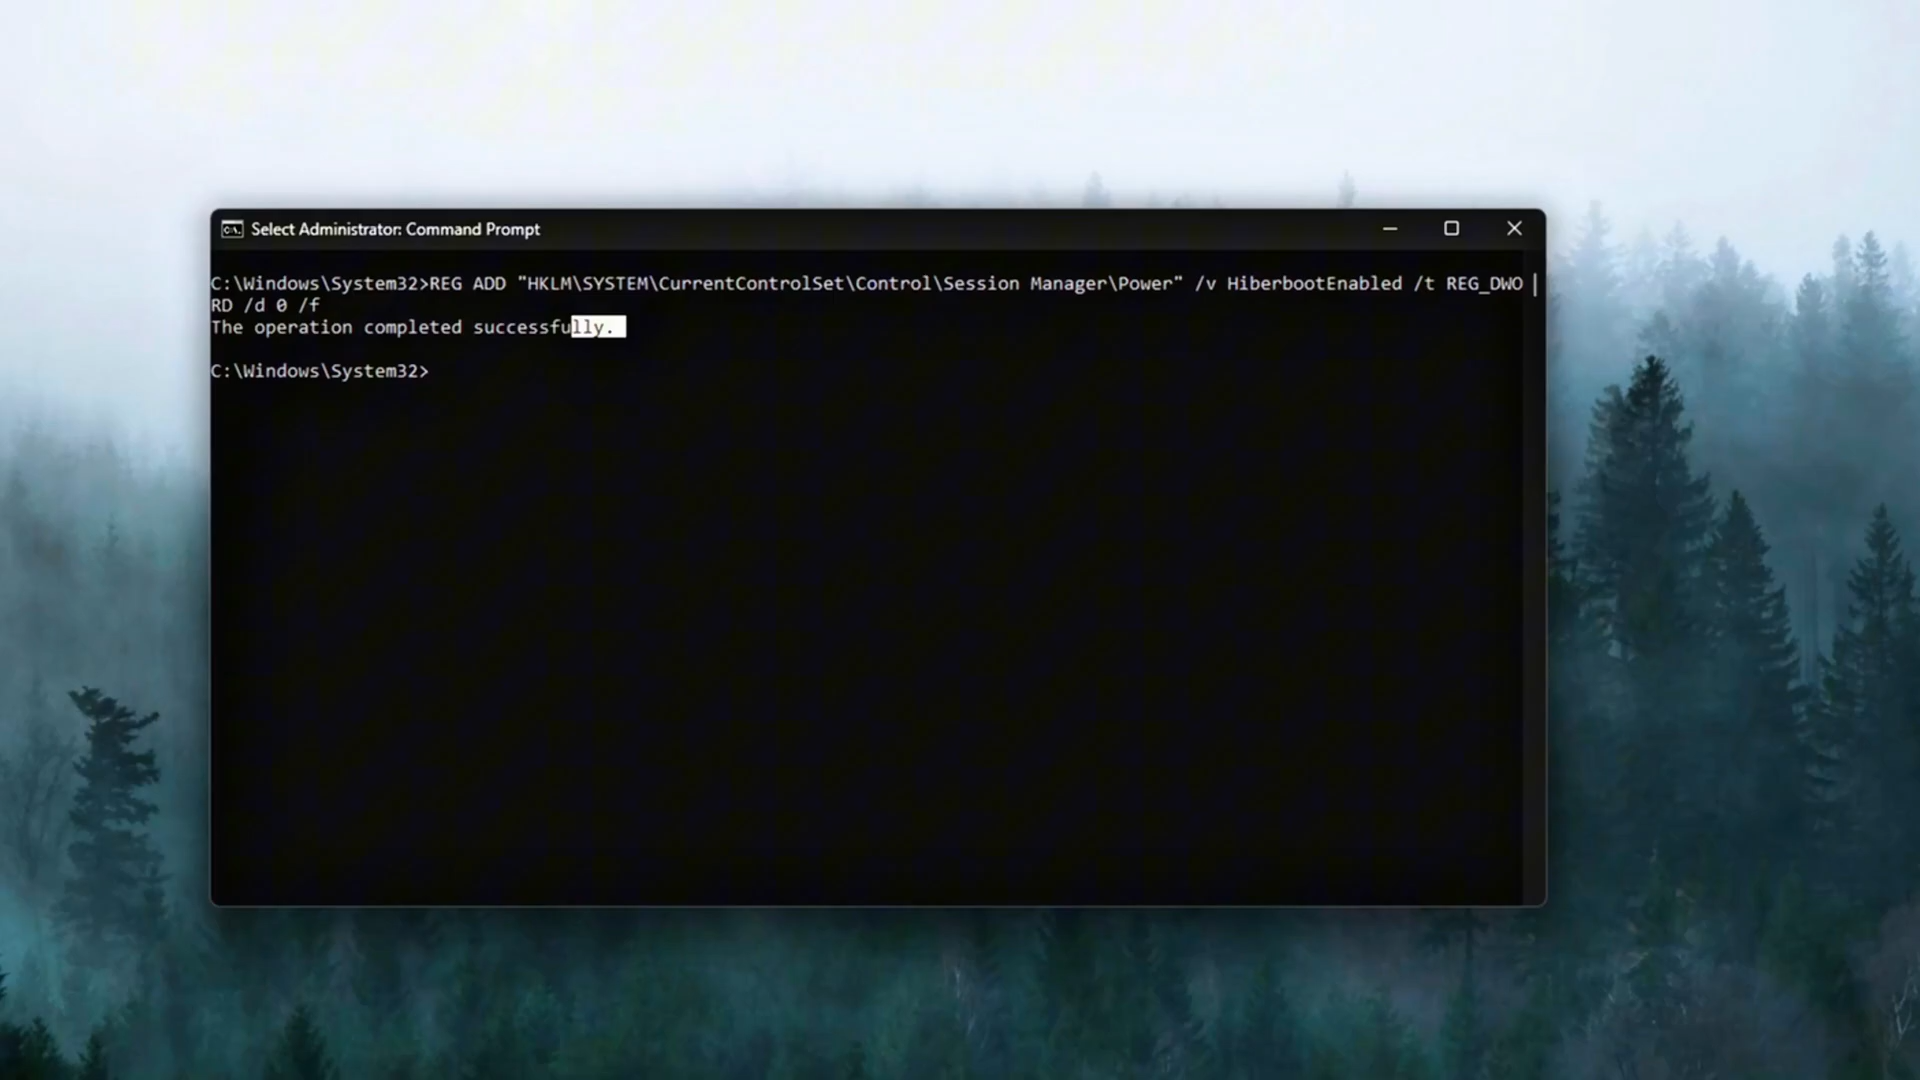 Select Administrator: Command Prompt
C:\Windows\System32>REG ADD "HKLM\SYSTEM\CurrentControlSet\Control\Session Manager\Power" /v HiberbootEnabled /t REG_DWO
RD /d 0 /f
The operation completed successfully.
C:\Windows\System32>